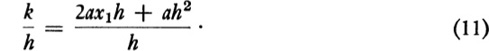 k/h = (2ax₁h + ah²)/h · (11)